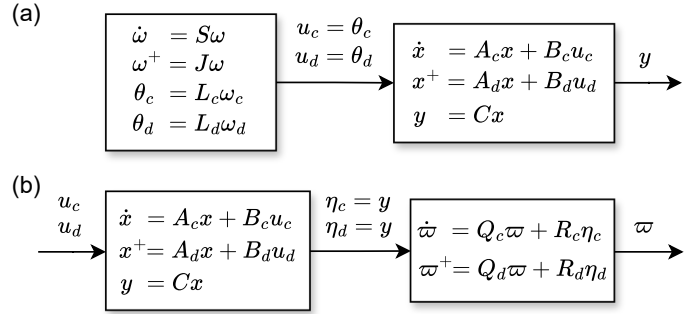 (a)
ω̇ = Sω
ω⁺ = Jω
θ_c = L_cω_c
θ_d = L_dω_d
u_c = θ_c
u_d = θ_d
ẋ = A_cx + B_cu_c
x⁺ = A_dx + B_du_d
y = Cx
y
(b)
u_c
u_d
ẋ = A_cx + B_cu_c
x⁺= A_dx + B_du_d
y = Cx
η_c = y
η_d = y
ϖ̇ = Q_cϖ + R_cη_c
ϖ⁺= Q_dϖ + R_dη_d
ϖ